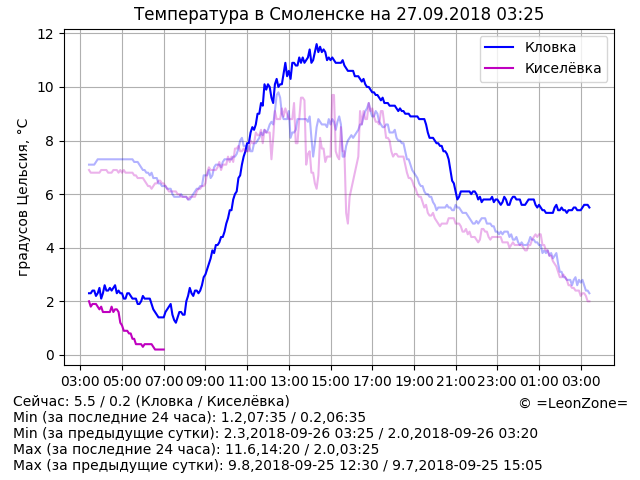 Температура в Смоленске на 27.09.2018 03:25
градусов Цельсия, °C
12
10
8
6
4
2
0
Кловка
Киселёвка
03:00 05:00 07:00 09:00 11:00 13:00 15:00 17:00 19:00 21:00 23:00 01:00 03:00
Сейчас: 5.5 / 0.2 (Кловка / Киселёвка)
© =LeonZone=
Min (за последние 24 часа): 1.2,07:35 / 0.2,06:35
Min (за предыдущие сутки): 2.3,2018-09-26 03:25 / 2.0,2018-09-26 03:20
Max (за последние 24 часа): 11.6,14:20 / 2.0,03:25
Max (за предыдущие сутки): 9.8,2018-09-25 12:30 / 9.7,2018-09-25 15:05